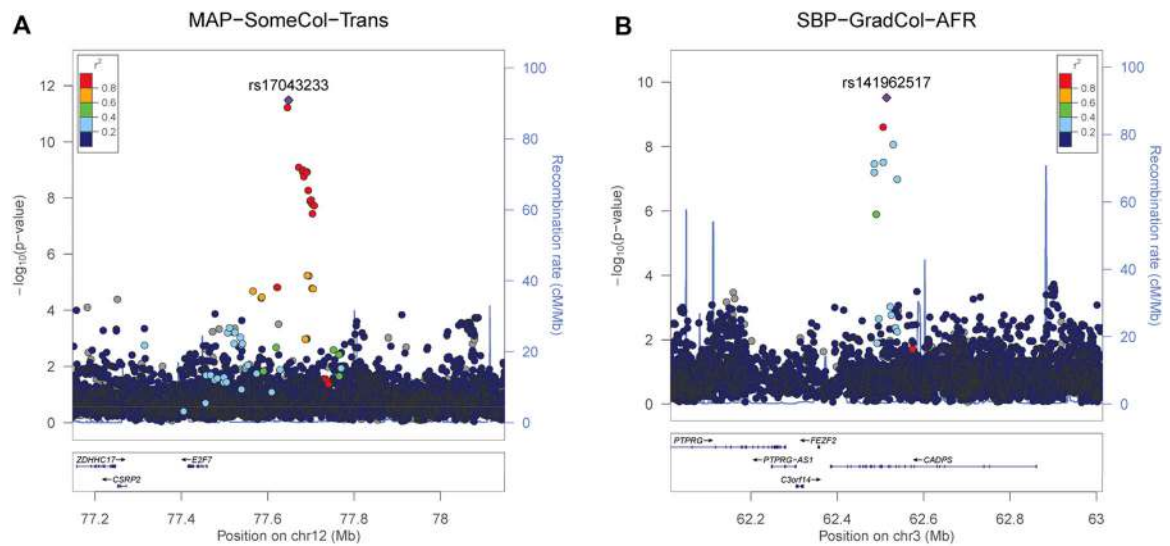 MAP−SomeCol−Trans
SBP−GradCol−AFR
A
B
r²
0.8
0.6
0.4
0.2
rs17043233
12
10
8
6
4
2
0
−log₁₀(p−value)
100
80
60
40
20
0
Recombination rate (cM/Mb)
ZDHHC17→
←CSRP2
←E2F7
77.2
77.4
77.6
77.8
78
Position on chr12 (Mb)
r²
0.8
0.6
0.4
0.2
rs141962517
10
8
6
4
2
0
−log₁₀(p−value)
100
80
60
40
20
0
Recombination rate (cM/Mb)
PTPRG→
←FEZF2
←PTPRG−AS1
←CADPS
C3orf14→
62.2
62.4
62.6
62.8
63
Position on chr3 (Mb)